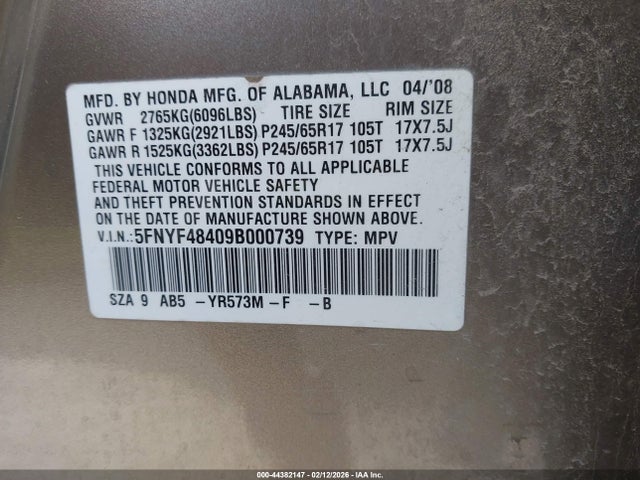 MFD. BY HONDA MFG. OF ALABAMA, LLC 04/'08
GVWR 2765KG(6096LBS) TIRE SIZE RIM SIZE
GAWR F 1325KG(2921LBS) P245/65R17 105T 17X7.5J
GAWR R 1525KG(3362LBS) P245/65R17 105T 17X7.5J
THIS VEHICLE CONFORMS TO ALL APPLICABLE
FEDERAL MOTOR VEHICLE SAFETY
AND THEFT PREVENTION STANDARDS IN EFFECT
ON THE DATE OF MANUFACTURE SHOWN ABOVE.
V.I.N.:5FNYF48409B000739 TYPE: MPV
SZA 9 AB5 -YR573M -F -B
000-44382147 - 02/12/2026 - IAA Inc.